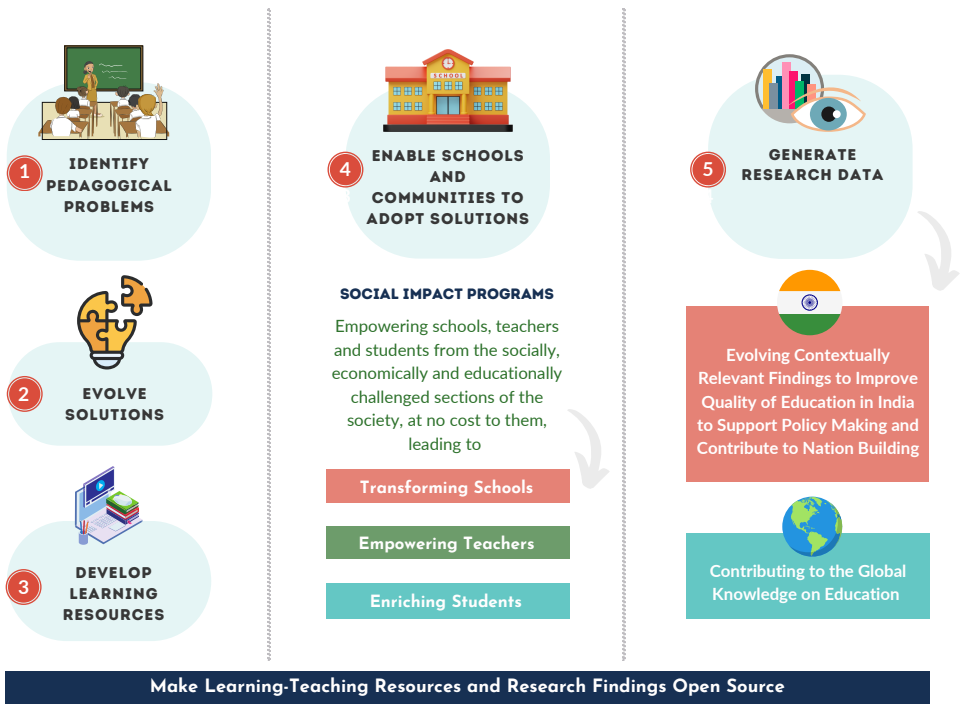 1
IDENTIFY
PEDAGOGICAL
PROBLEMS
2
EVOLVE
SOLUTIONS
3
DEVELOP
LEARNING
RESOURCES
SCHOOL
4
ENABLE SCHOOLS
AND
COMMUNITIES TO
ADOPT SOLUTIONS
SOCIAL IMPACT PROGRAMS
Empowering schools, teachers
and students from the socially,
economically and educationally
challenged sections of the
society, at no cost to them,
leading to
Transforming Schools
Empowering Teachers
Enriching Students
5
GENERATE
RESEARCH DATA
Evolving Contextually
Relevant Findings to Improve
Quality of Education in India
to Support Policy Making and
Contribute to Nation Building
Contributing to the Global
Knowledge on Education
Make Learning-Teaching Resources and Research Findings Open Source